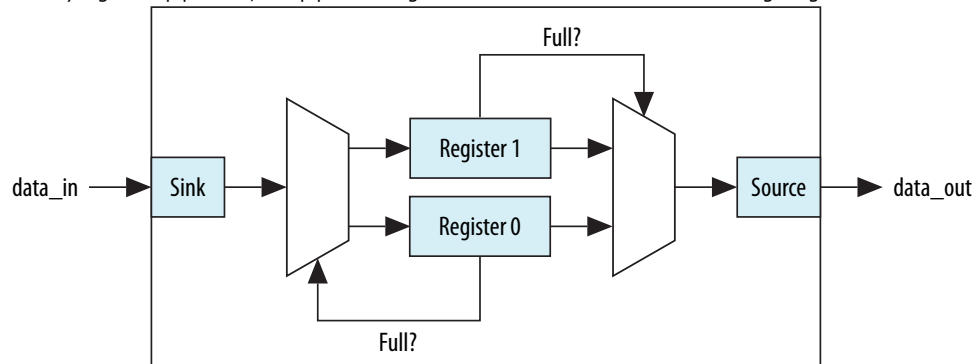 Full?
Register 1
data_in
Sink
Source
data_out
Register 0
Full?